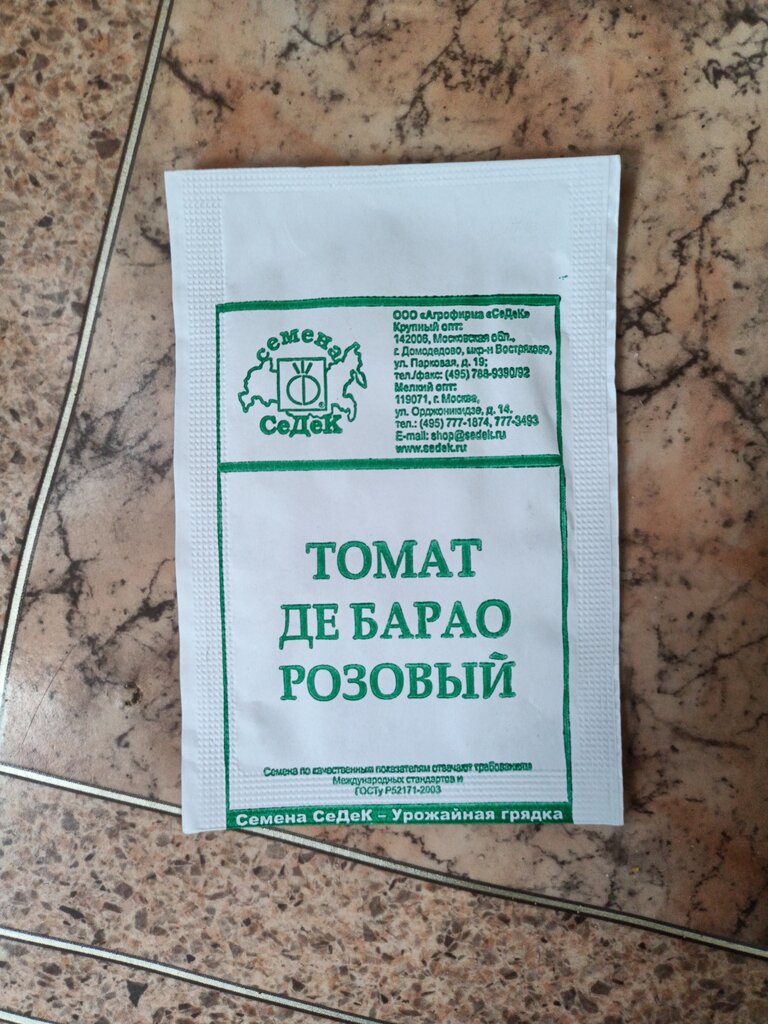 семена
СеДеК
ООО «Агрофирма «СеДеК»
Крупный опт:
142006, Московская обл.,
г. Домодедово, мкр-н Востряково,
ул. Парковая, д. 19;
тел./факс: (495) 788-9390/92
Мелкий опт:
119071, г. Москва,
ул. Орджоникидзе, д. 14,
тел.: (495) 777-1874, 777-3493
E-mail: shop@sedek.ru
www.sedek.ru
ТОМАТ
ДЕ БАРАО
РОЗОВЫЙ
Семена по качественным показателям отвечают требованиям
Международных стандартов и
ГОСТу Р52171-2003
Семена СеДеК – Урожайная грядка